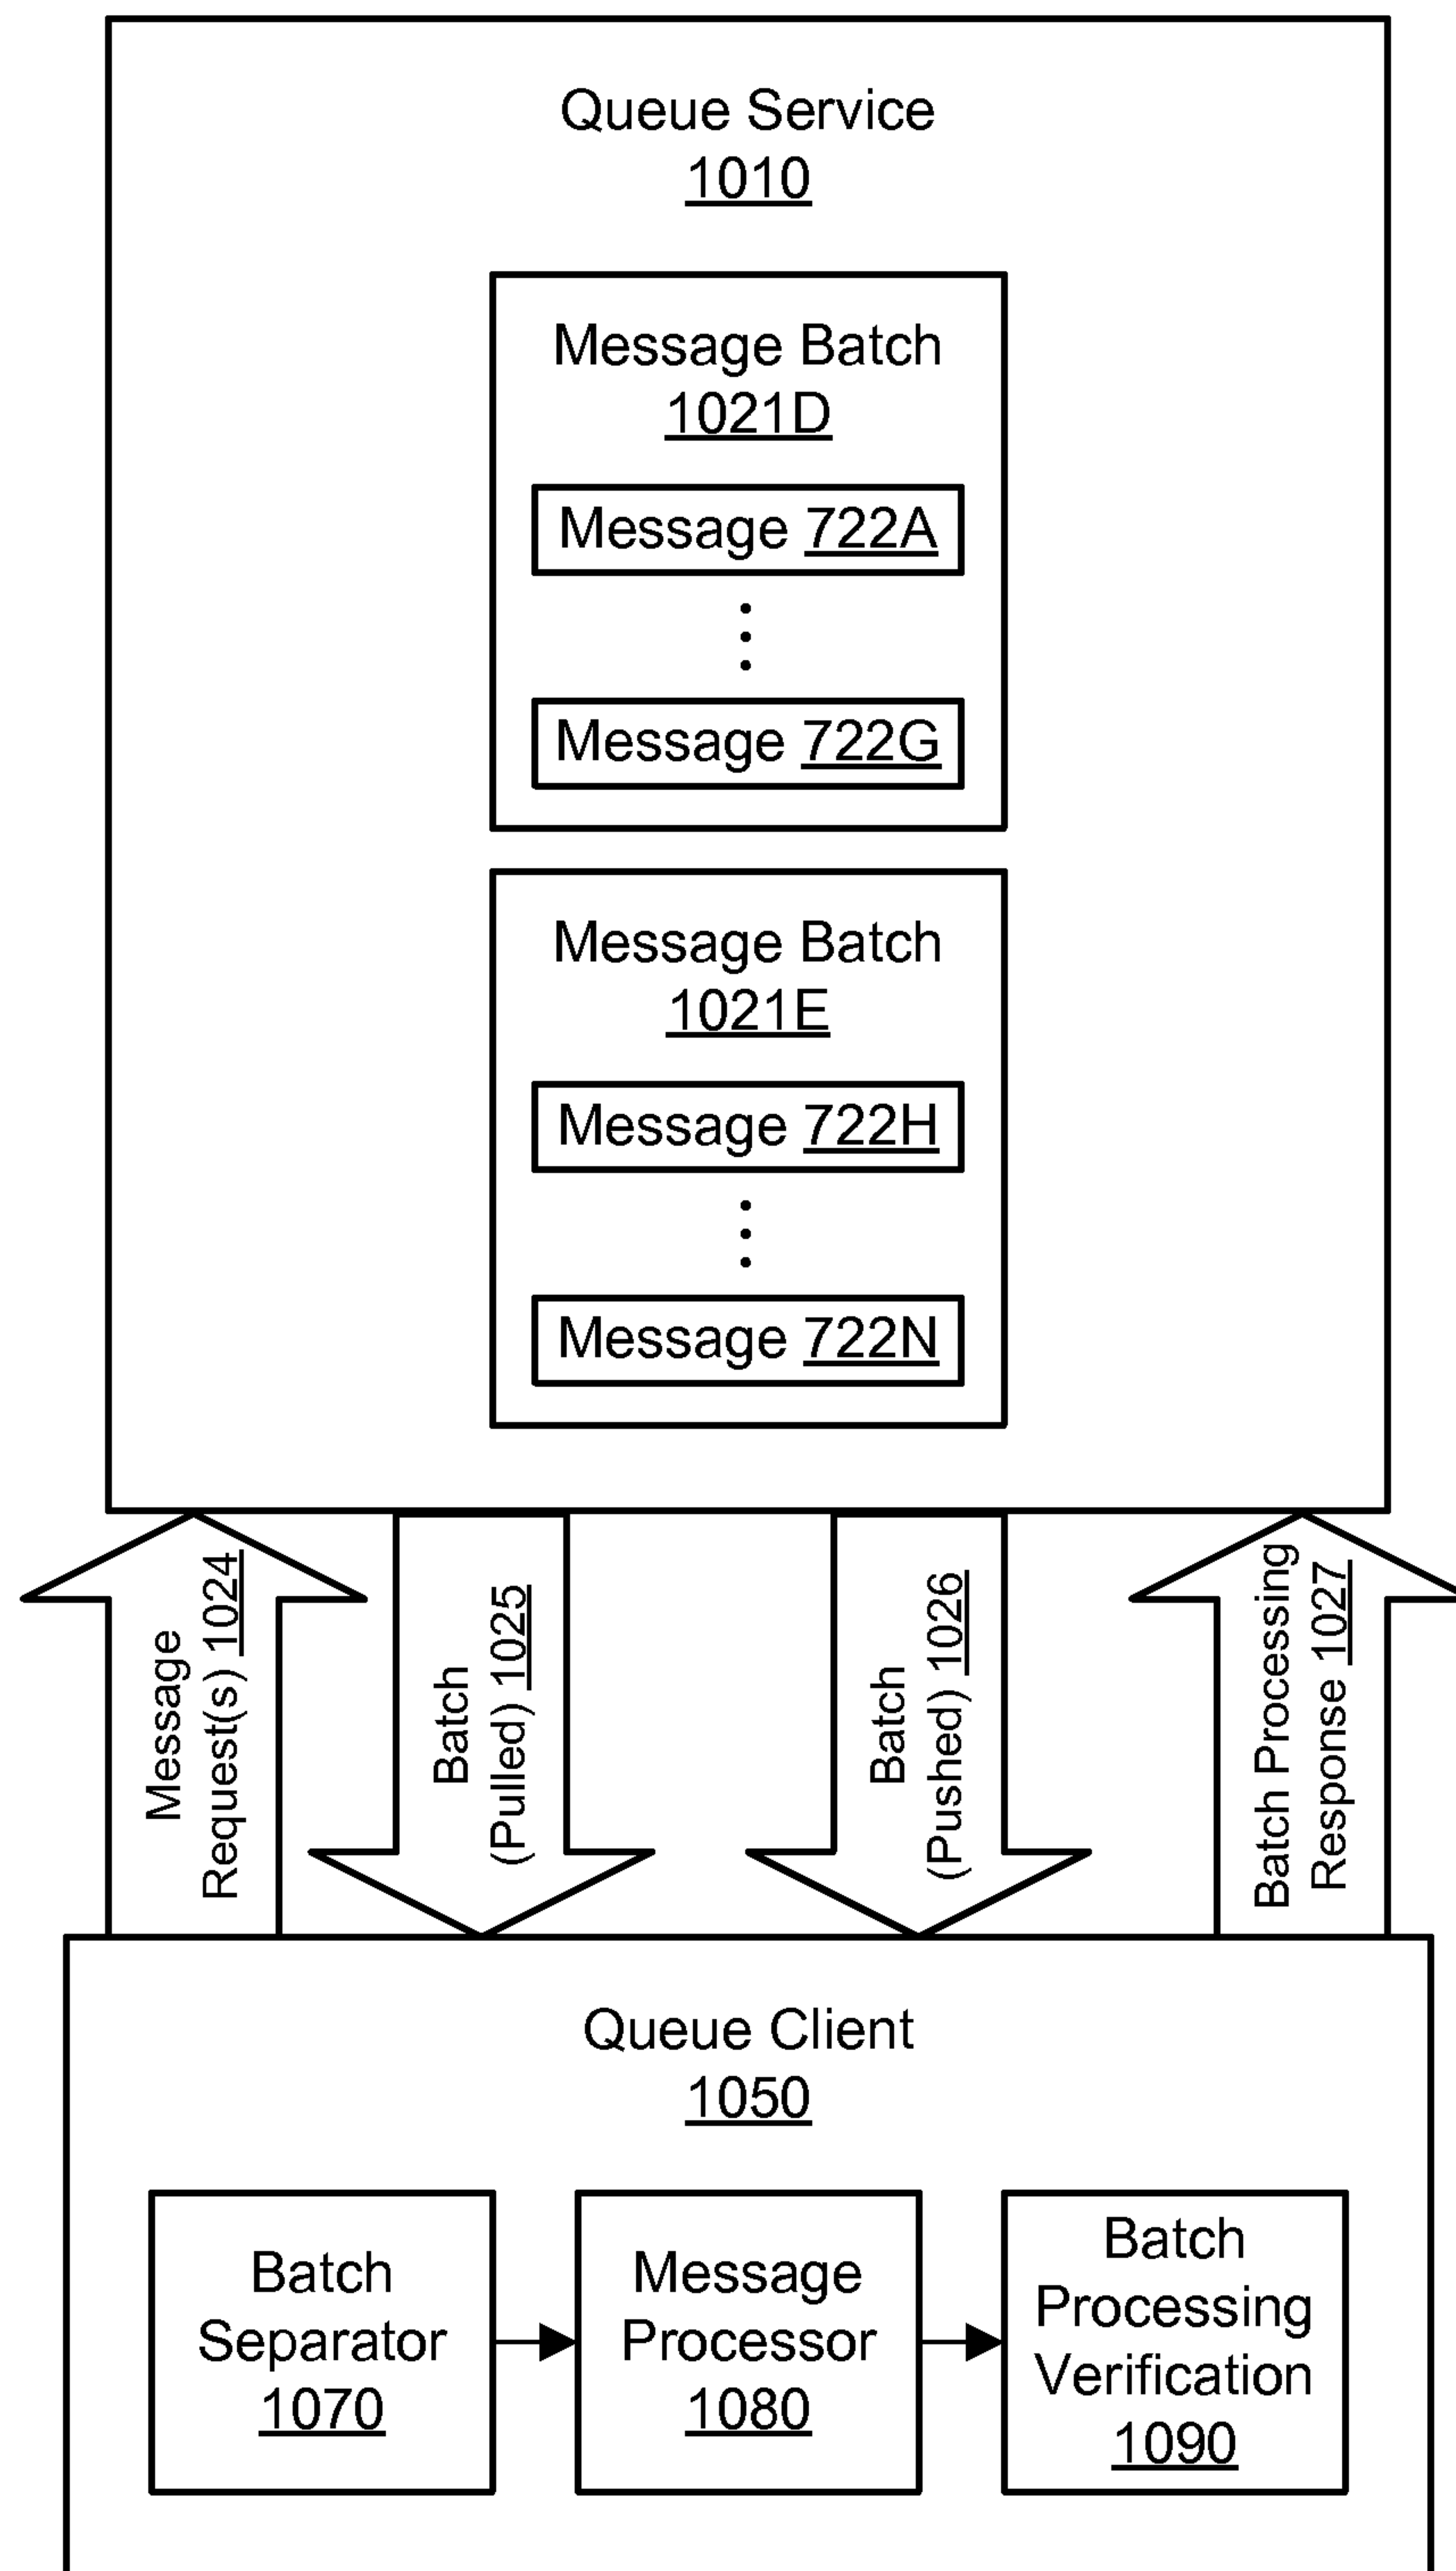 Queue Service
1010
Message Batch
1021D
Message 722A
Message 722G
Message Batch
1021E
Message 722H
Message 722N
Message
Request(s) 1024
Batch
(Pulled) 1025
Batch
(Pushed) 1026
Batch Processing
Response 1027
Queue Client
1050
Batch
Separator
1070
Message
Processor
1080
Batch
Processing
Verification
1090